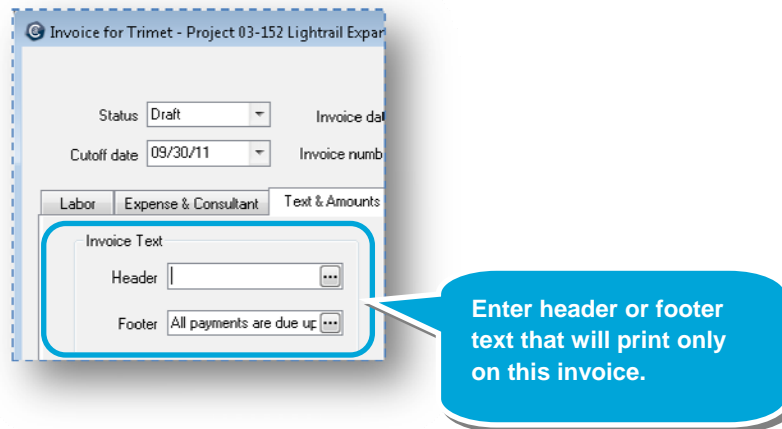 Invoice for Trimet - Project 03-152 Lightrail Expan
Status Draft Invoice dat
Cutoff date 09/30/11 Invoice numb
Labor Expense & Consultant Text & Amounts
Invoice Text
Header ...
Footer All payments are due up ...
Enter header or footer
text that will print only
on this invoice.